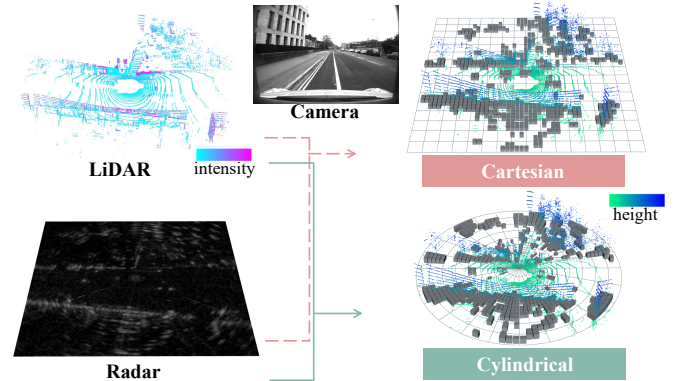 Camera
LiDAR
intensity
Cartesian
height
Radar
Cylindrical